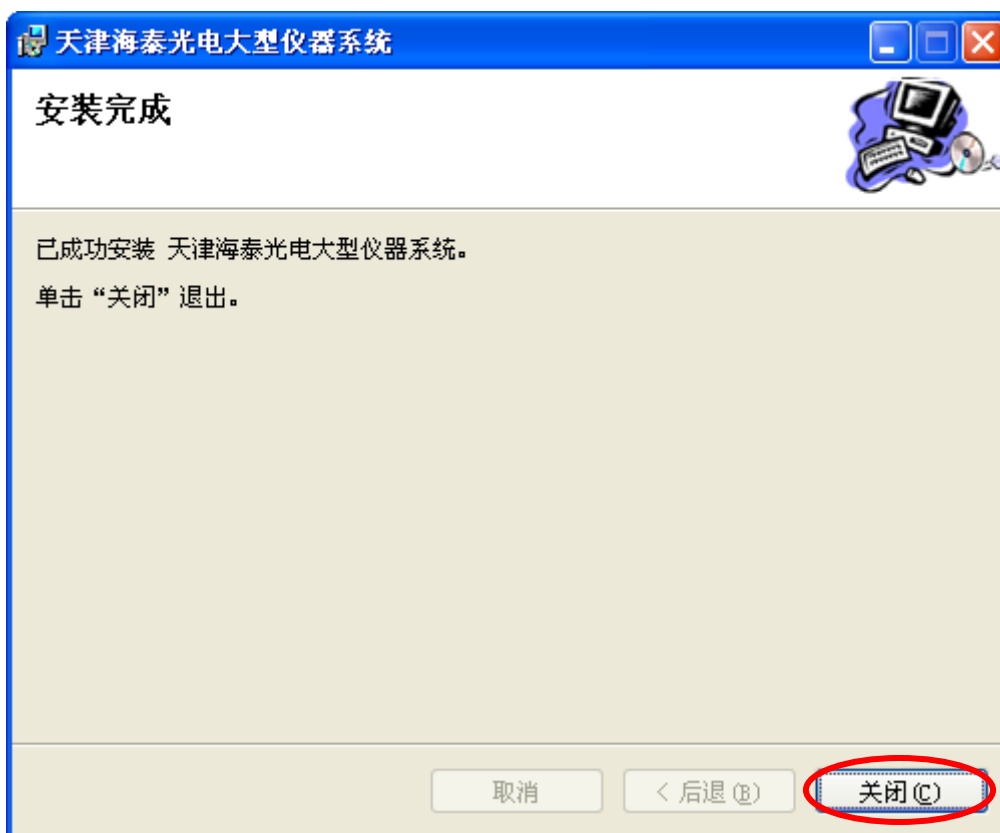 天津海泰光电大型仪器系统
安装完成
已成功安装 天津海泰光电大型仪器系统。
单击“关闭”退出。
取消
< 后退(B)
关闭(C)